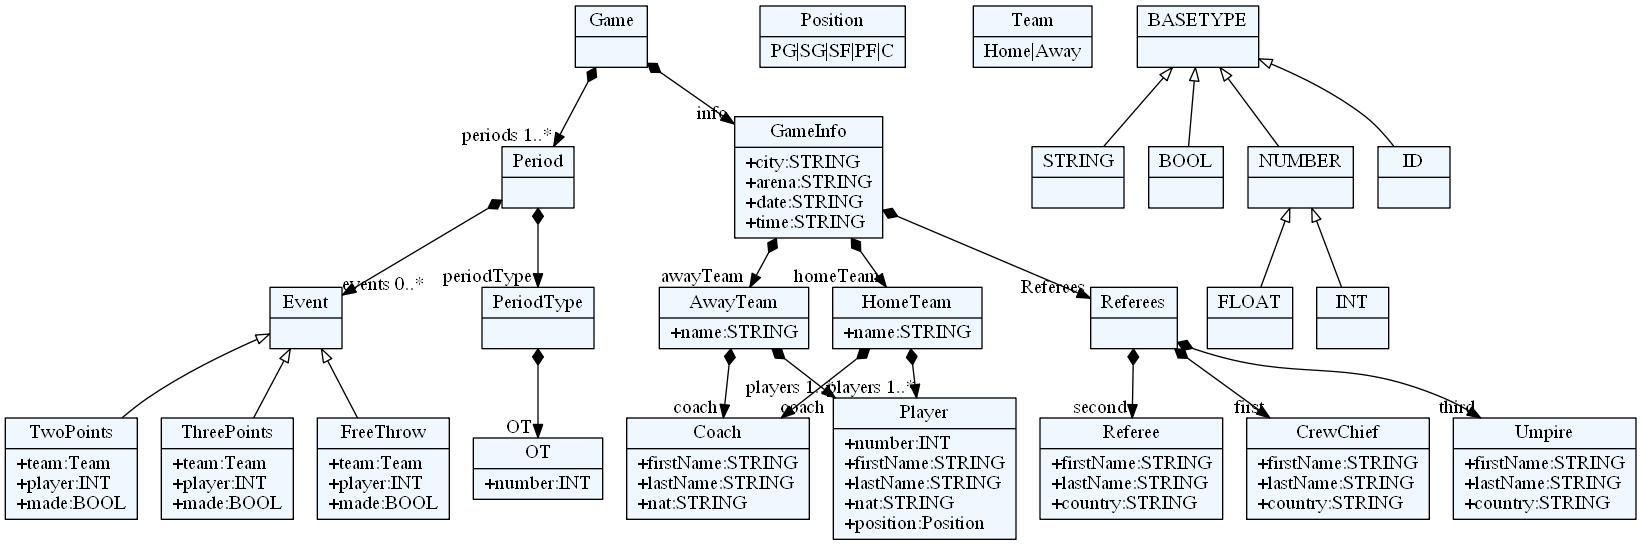 Game
Position
PG|SG|SF|PF|C
Team
Home|Away
BASETYPE
periods 1..*
info
Period
GameInfo
+city:STRING
+arena:STRING
+date:STRING
+time:STRING
STRING
BOOL
NUMBER
ID
events 0..*
periodType
awayTeam
homeTeam
Referees
Event
PeriodType
AwayTeam
+name:STRING
HomeTeam
+name:STRING
Referees
FLOAT
INT
players 1..*
players 1..*
coach
coach
second
first
third
OT
TwoPoints
+team:Team
+player:INT
+made:BOOL
ThreePoints
+team:Team
+player:INT
+made:BOOL
FreeThrow
+team:Team
+player:INT
+made:BOOL
OT
+number:INT
Coach
+firstName:STRING
+lastName:STRING
+nat:STRING
Player
+number:INT
+firstName:STRING
+lastName:STRING
+nat:STRING
+position:Position
Referee
+firstName:STRING
+lastName:STRING
+country:STRING
CrewChief
+firstName:STRING
+lastName:STRING
+country:STRING
Umpire
+firstName:STRING
+lastName:STRING
+country:STRING